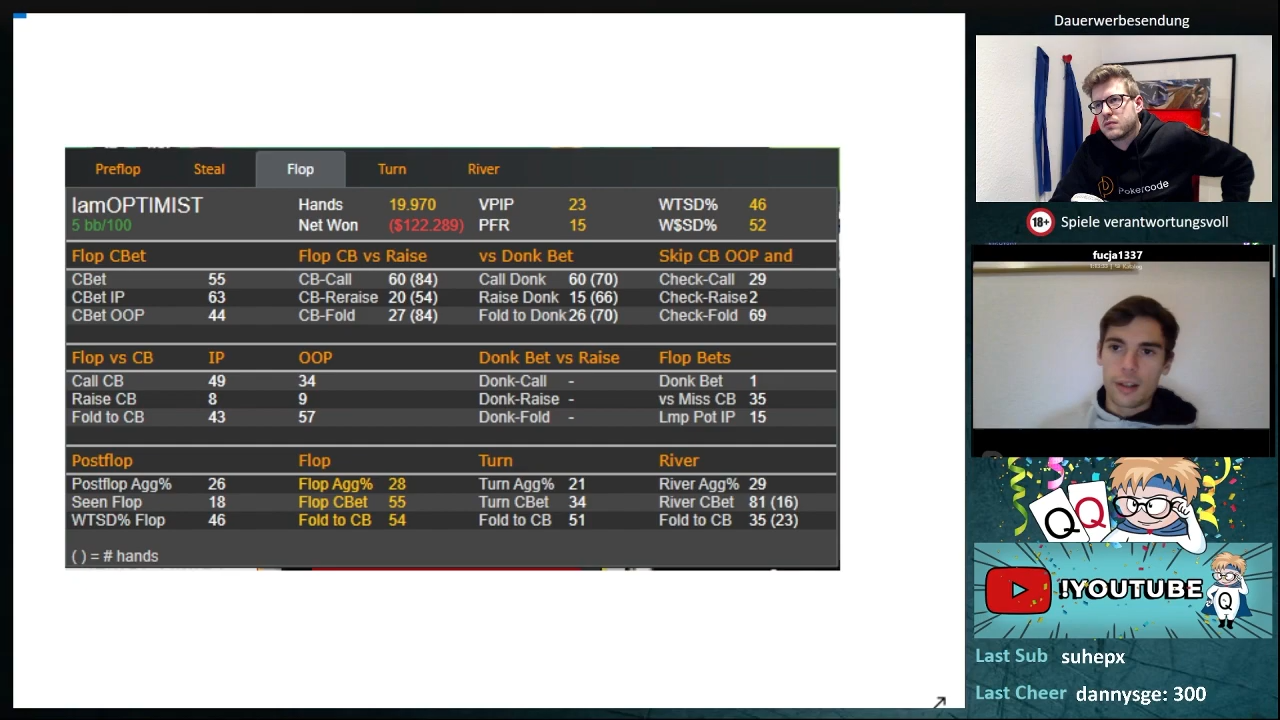 Dauerwerbesendung
Preflop Steal Flop Turn River
IamOPTIMIST Hands 19.970 VPIP 23 WTSD% 46
5 bb/100 Net Won ($122.289) PFR 15 W$SD% 52
Flop CBet Flop CB vs Raise vs Donk Bet Skip CB OOP and
CBet 55 CB-Call 60 (84) Call Donk 60 (70) Check-Call 29
CBet IP 63 CB-Reraise 20 (54) Raise Donk 15 (66) Check-Raise 2
CBet OOP 44 CB-Fold 27 (84) Fold to Donk 26 (70) Check-Fold 69
Flop vs CB IP OOP Donk Bet vs Raise Flop Bets
Call CB 49 34 Donk-Call - Donk Bet 1
Raise CB 8 9 Donk-Raise - vs Miss CB 35
Fold to CB 43 57 Donk-Fold - Lmp Pot IP 15
Postflop Flop Turn River
Postflop Agg% 26 Flop Agg% 28 Turn Agg% 21 River Agg% 29
Seen Flop 18 Flop CBet 55 Turn CBet 34 River CBet 81 (16)
WTSD% Flop 46 Fold to CB 54 Fold to CB 51 Fold to CB 35 (23)
( ) = # hands
Pokercode
18+ Spiele verantwortungsvoll
fucja1337
Q Q
!YOUTUBE
Q
Last Sub suhepx
Last Cheer dannysge: 300